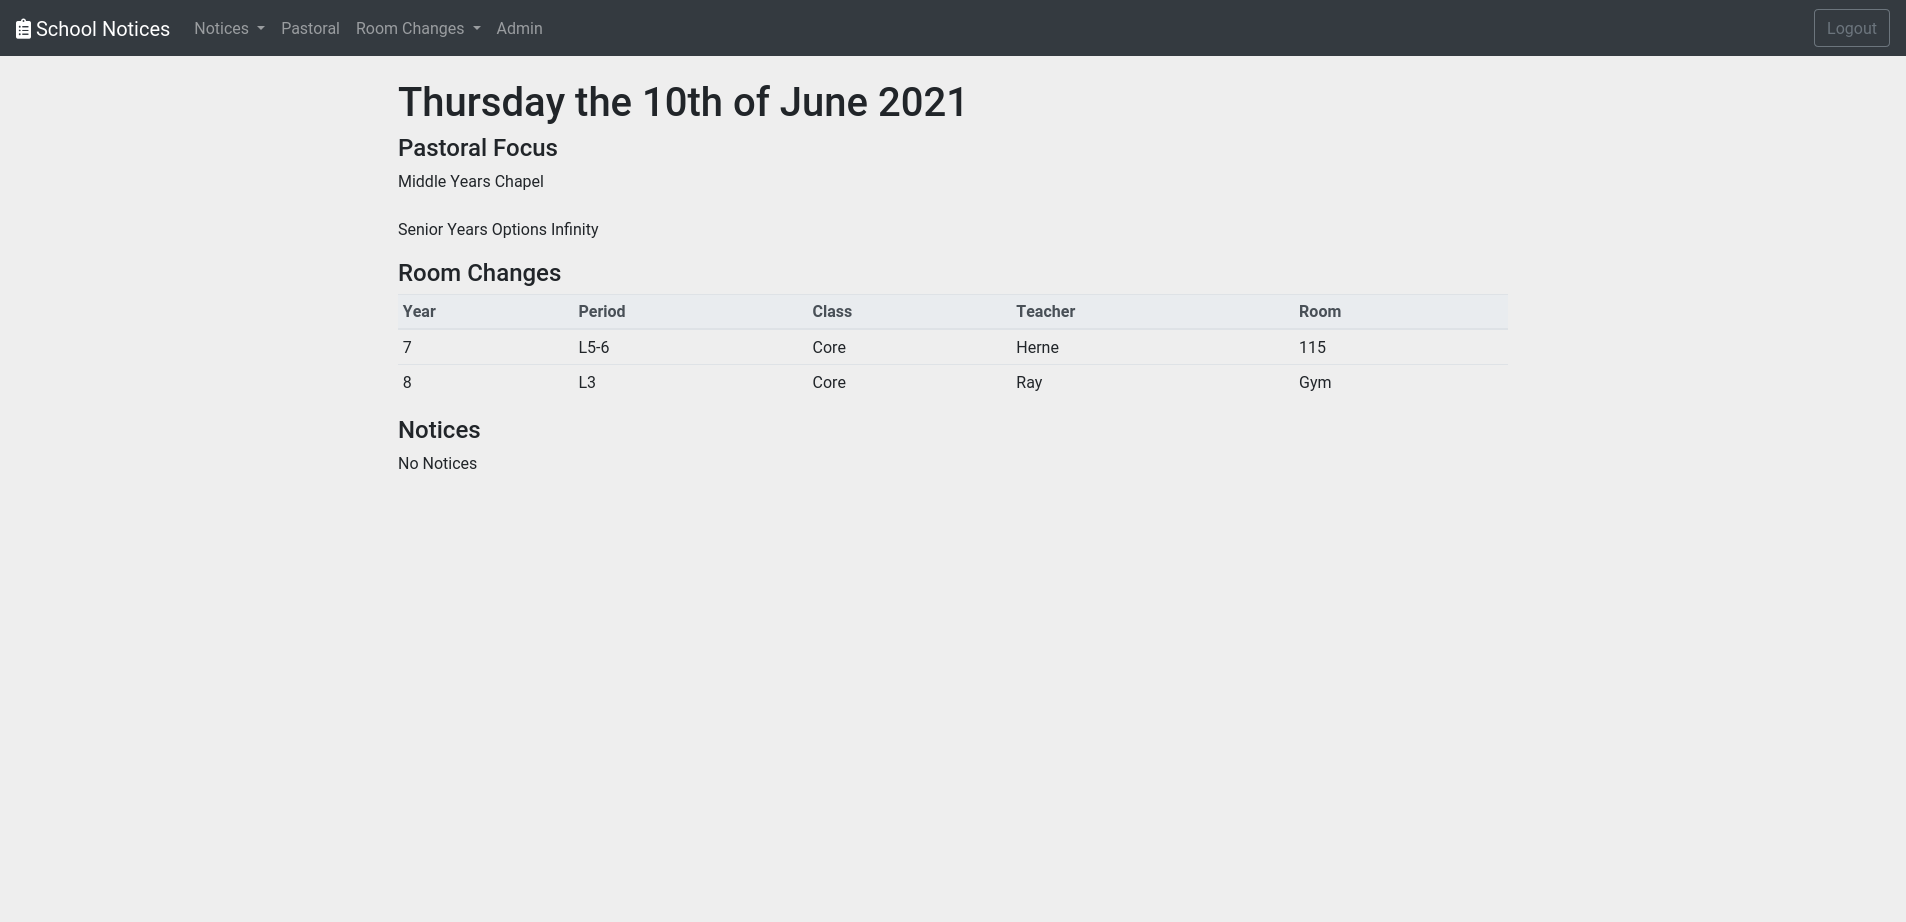 School Notices Notices Pastoral Room Changes Admin Logout
Thursday the 10th of June 2021
Pastoral Focus
Middle Years Chapel
Senior Years Options Infinity
Room Changes
Year Period Class Teacher Room
7 L5-6 Core Herne 115
8 L3 Core Ray Gym
Notices
No Notices